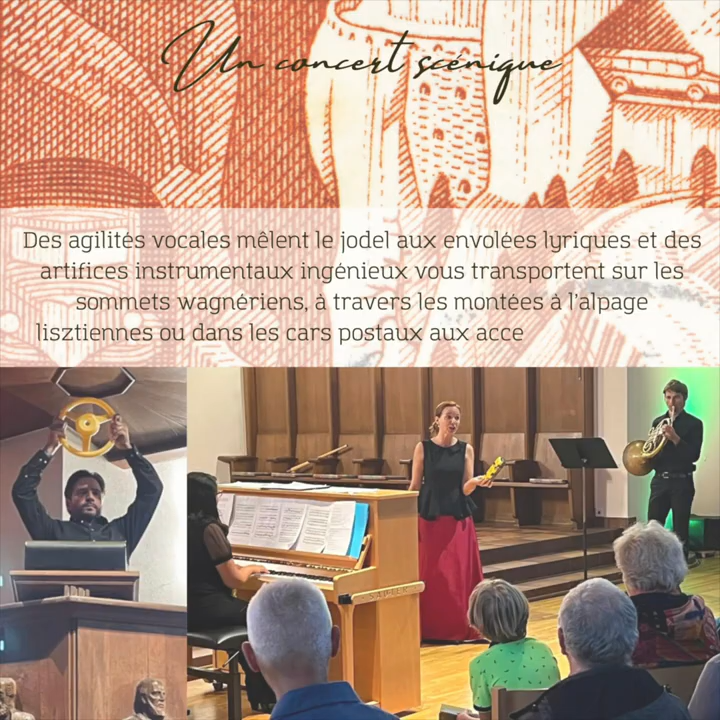 Un concert scénique
Des agilités vocales mêlent le jodel aux envolées lyriques et des
artifices instrumentaux ingénieux vous transportent sur les
sommets wagnériens, à travers les montées à l'alpage
lisztiennes ou dans les cars postaux aux acce